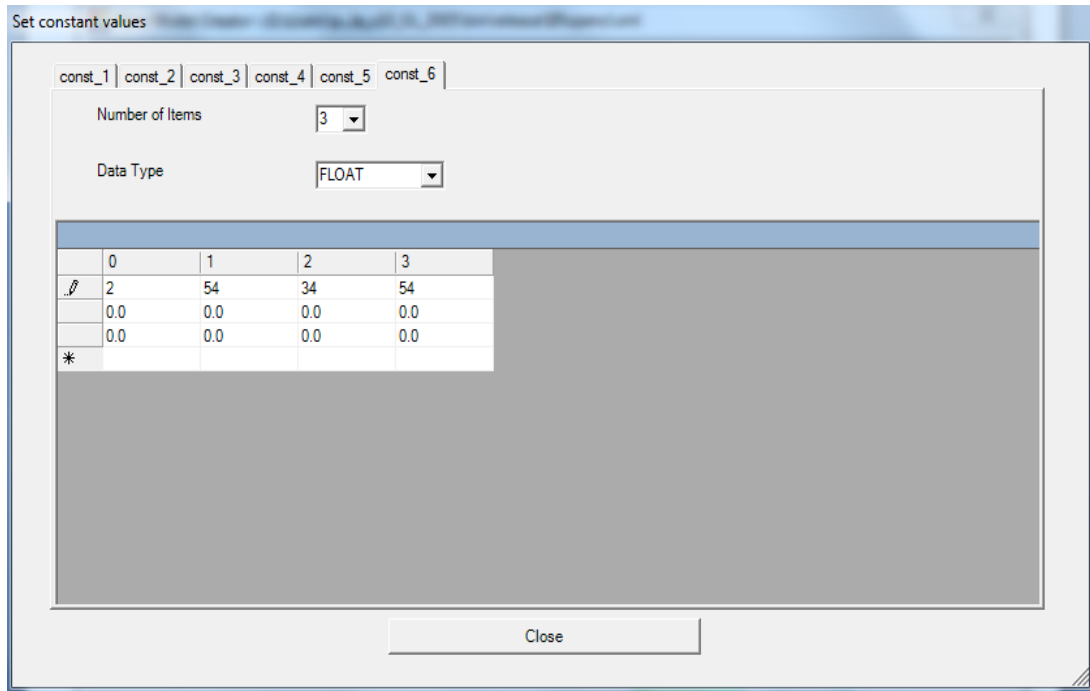 Set constant values
const_1 const_2 const_3 const_4 const_5 const_6
Number of Items 3
Data Type FLOAT
0 1 2 3
2 54 34 54
0.0 0.0 0.0 0.0
0.0 0.0 0.0 0.0
Close